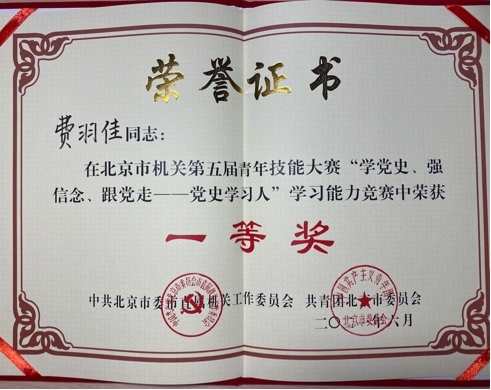 荣誉证书
费羽佳同志：
在北京市机关第五届青年技能大赛“学党史、强
信念、跟党走——党史学习人”学习能力竞赛中荣获
一等奖
中共北京市委市直属机关工作委员会 共青团北京市委员会
年六月